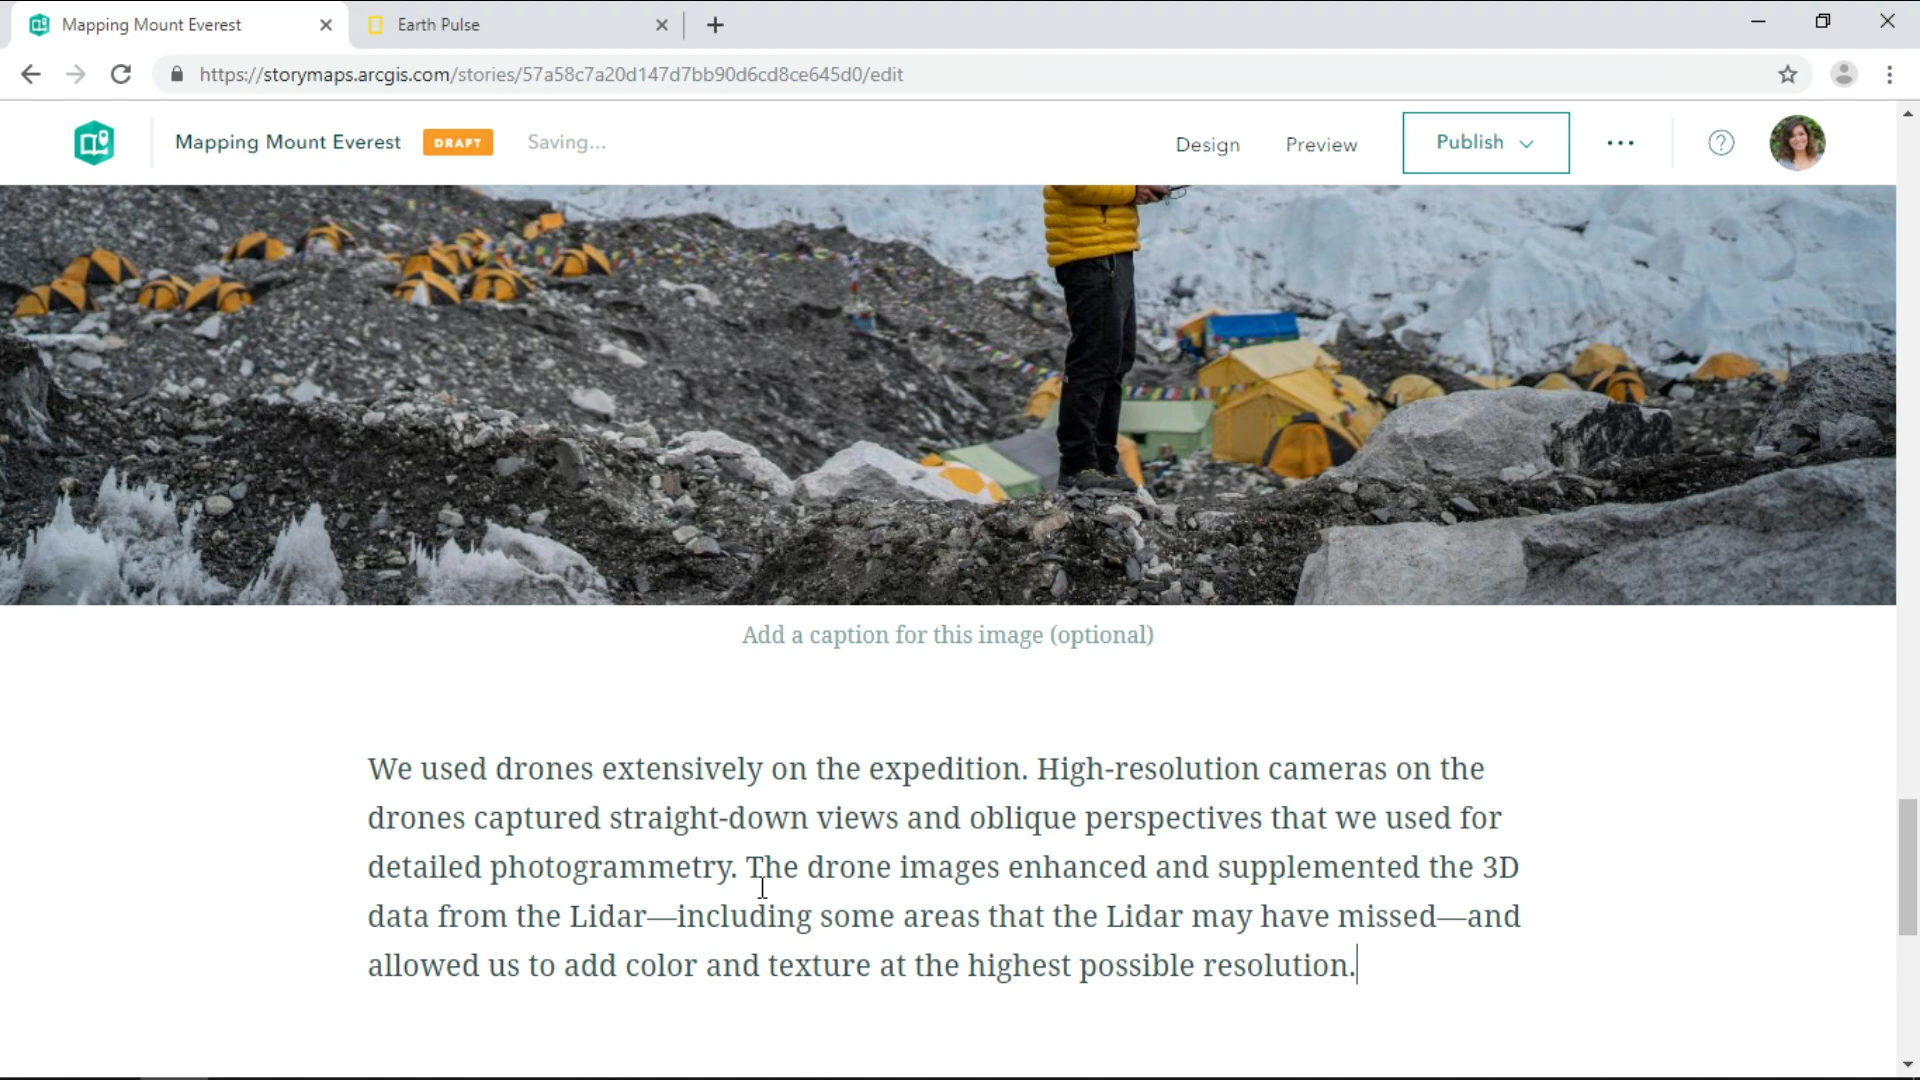 Mapping Mount Everest
Earth Pulse
https://storymaps.arcgis.com/stories/57a58c7a20d147d7bb90d6cd8ce645d0/edit
Mapping Mount Everest DRAFT Saving... Design Preview Publish
Add a caption for this image (optional)
We used drones extensively on the expedition. High-resolution cameras on the
drones captured straight-down views and oblique perspectives that we used for
detailed photogrammetry. The drone images enhanced and supplemented the 3D
data from the Lidar—including some areas that the Lidar may have missed—and
allowed us to add color and texture at the highest possible resolution.